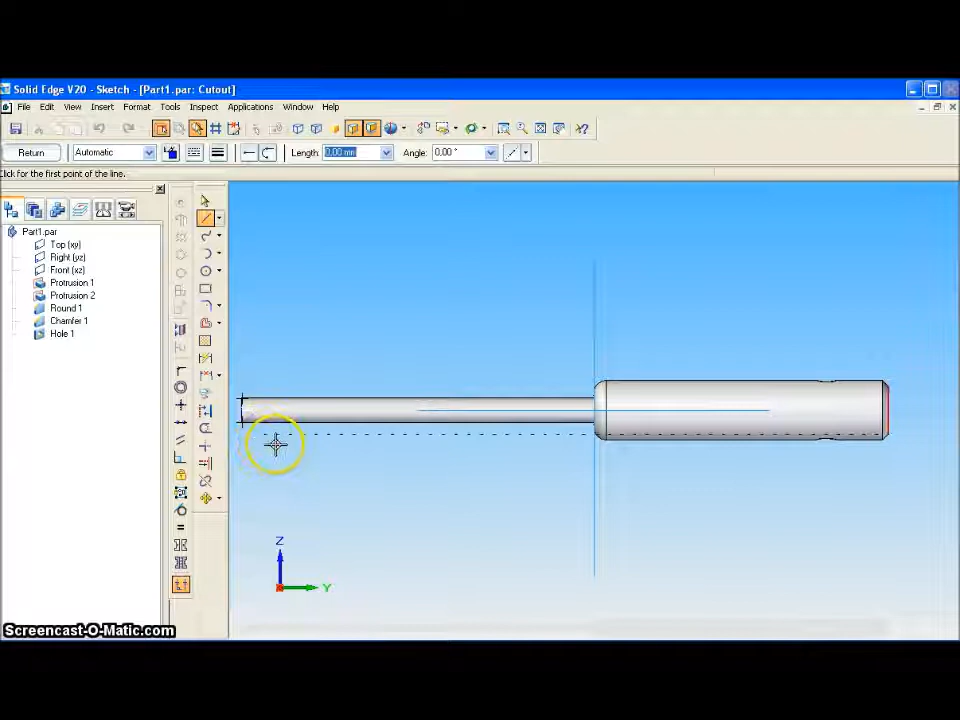 Solid Edge V20 - Sketch - [Part1.par: Cutout]
File Edit View Insert Format Tools Inspect Applications Window Help
Return Automatic Length: 0,00 mm Angle: 0,00 °
Click for the first point of the line.
Part1.par
Top (xy)
Right (yz)
Front (xz)
Protrusion 1
Protrusion 2
Round 1
Chamfer 1
Hole 1
Z
Y
Screencast-O-Matic.com